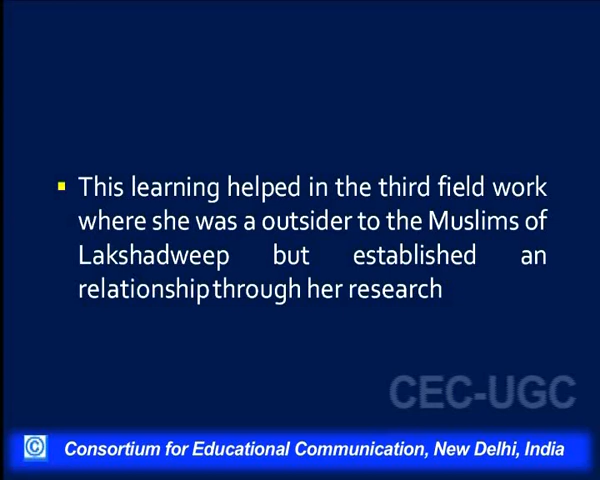 This learning helped in the third field work
where she was a outsider to the Muslims of
Lakshadweep but established an
relationship through her research
CEC-UGC
© Consortium for Educational Communication, New Delhi, India